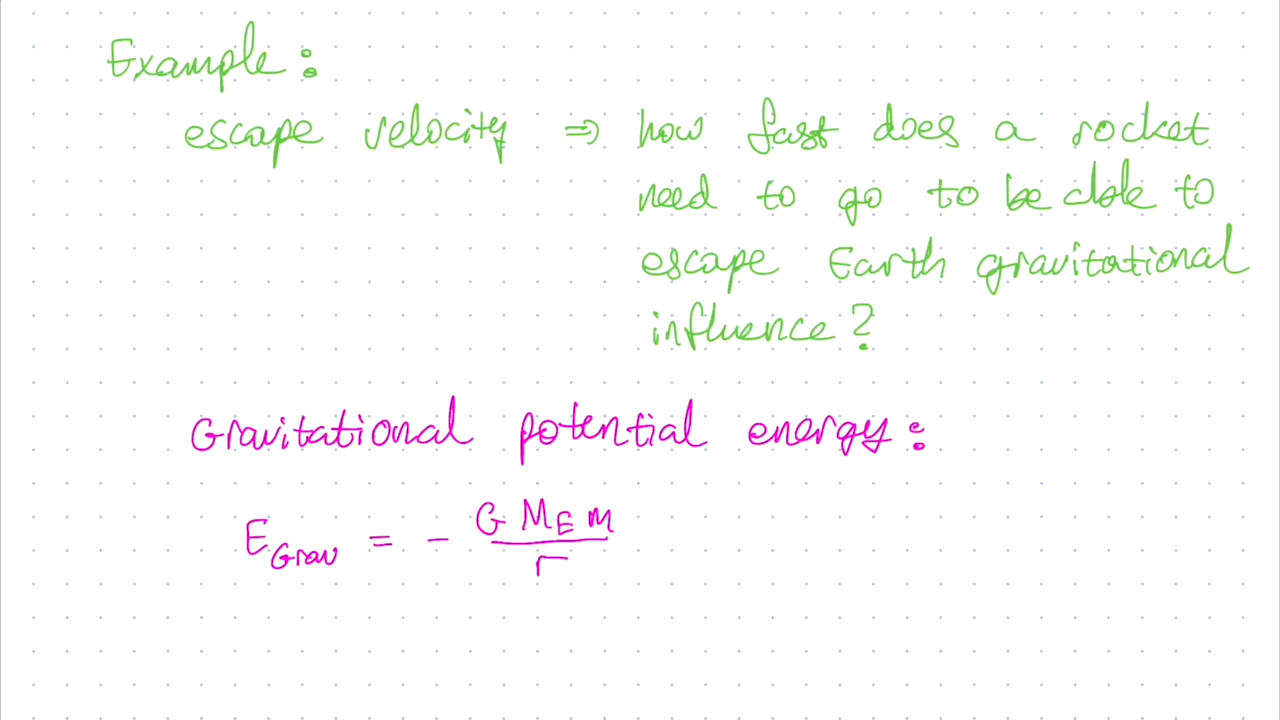 Example:
escape velocity ⇒ how fast does a rocket
need to go to be able to
escape Earth gravitational
influence?
Gravitational potential energy:
E_Grav = - \frac{G M_E m}{r}